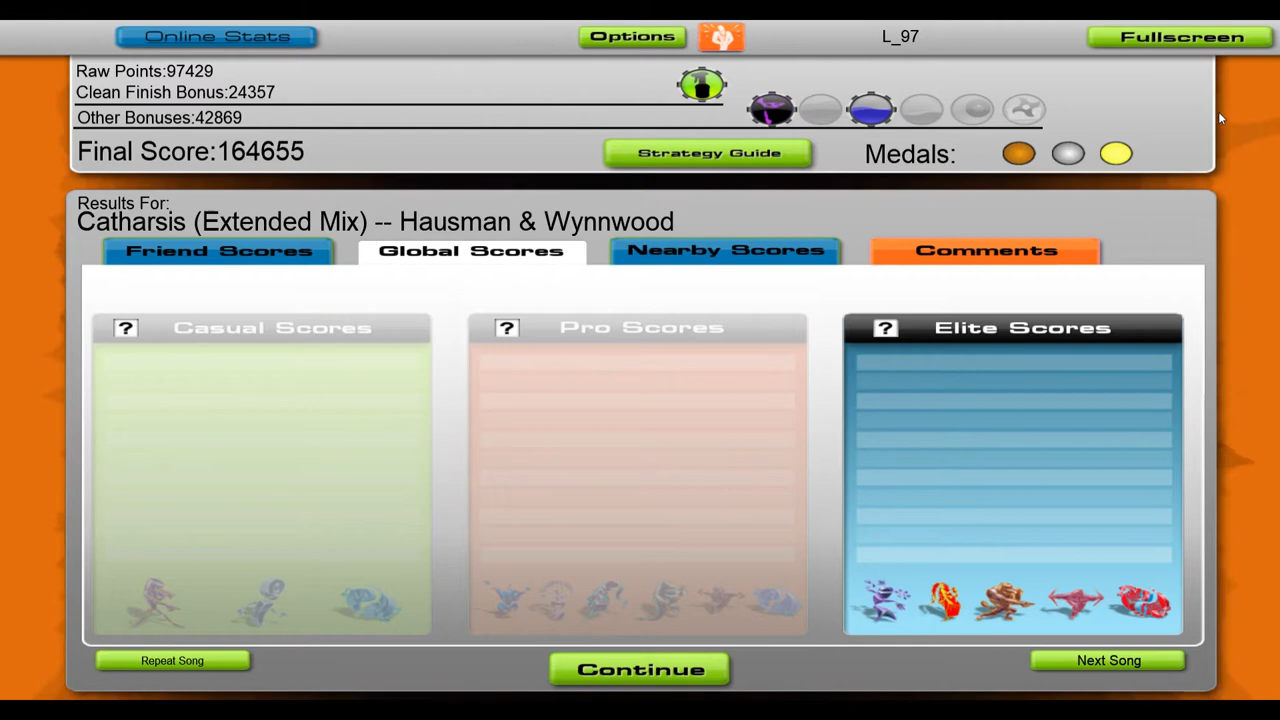 Online Stats
Options
L_97
Fullscreen
Raw Points:97429
Clean Finish Bonus:24357
Other Bonuses:42869
Final Score:164655
Strategy Guide
Medals:
Results For:
Catharsis (Extended Mix) -- Hausman & Wynnwood
Friend Scores
Global Scores
Nearby Scores
Comments
? Casual Scores
? Pro Scores
? Elite Scores
Repeat Song
Continue
Next Song